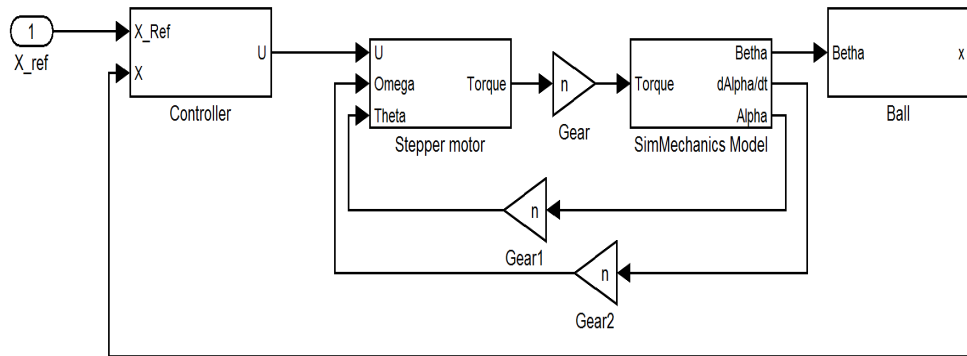 1
X_ref
X_Ref
X
U
Controller
U
Omega
Theta
Torque
Stepper motor
n
Gear
Torque
Betha
dAlpha/dt
Alpha
SimMechanics Model
Betha
x
Ball
n
Gear1
n
Gear2